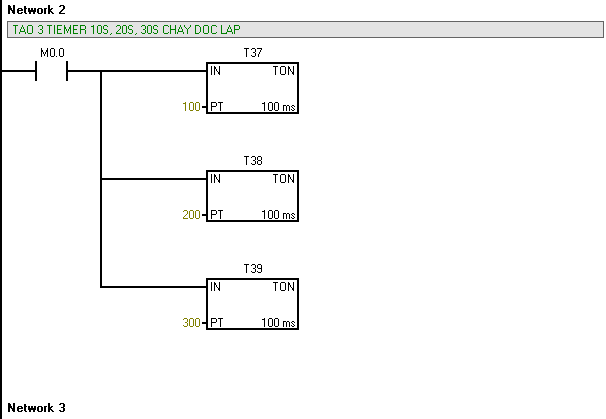 Network 2
TAO 3 TIEMER 10S, 20S, 30S CHAY DOC LAP
M0.0
T37
IN TON
100 PT 100 ms
T38
IN TON
200 PT 100 ms
T39
IN TON
300 PT 100 ms
Network 3